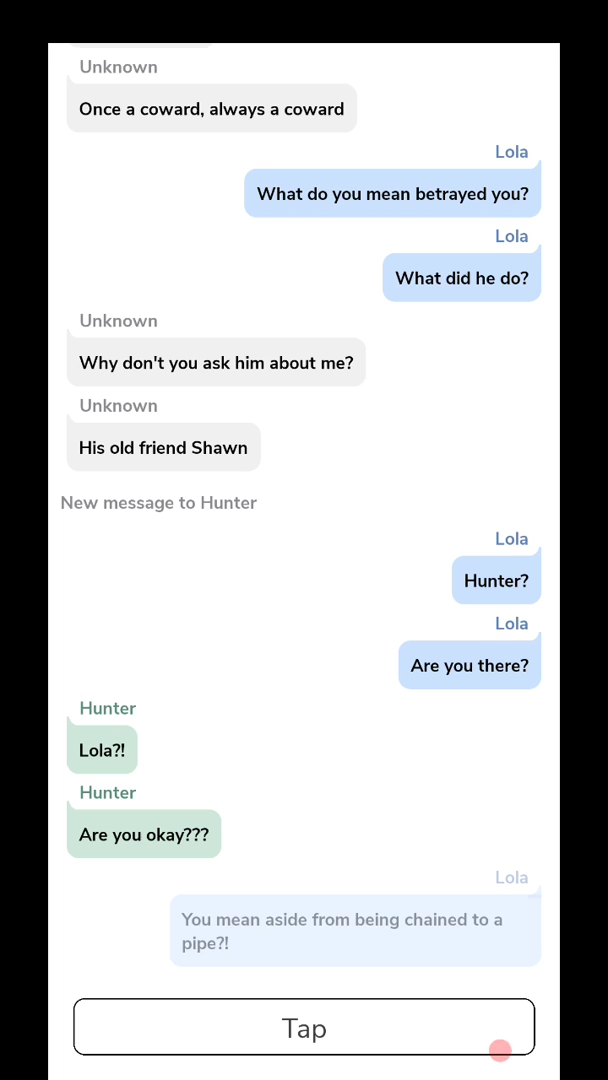 Unknown
Once a coward, always a coward
Lola
What do you mean betrayed you?
Lola
What did he do?
Unknown
Why don't you ask him about me?
Unknown
His old friend Shawn
New message to Hunter
Lola
Hunter?
Lola
Are you there?
Hunter
Lola?!
Hunter
Are you okay???
Lola
You mean aside from being chained to a
pipe?!
Tap